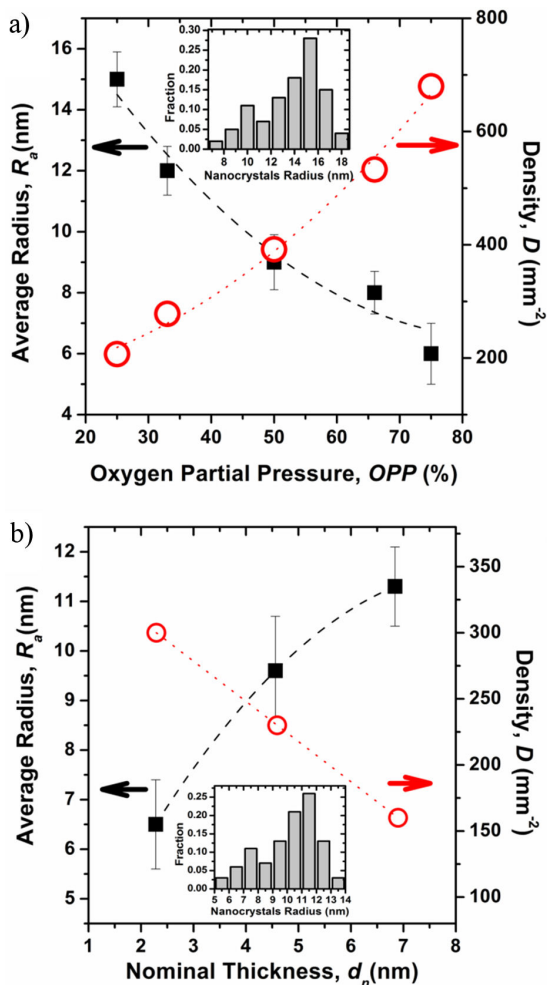 a)
16
15
14
12
10
8
6
4
Average Radius, Rₐ(nm)
20 30 40 50 60 70 80
Oxygen Partial Pressure, OPP (%)
800
600
400
200
Density, D (mm⁻²)
0.30
0.25
0.20
0.15
0.10
0.05
0.00
Fraction
8 10 12 14 16 18
Nanocrystals Radius (nm)
b)
12
11
10
9
8
7
6
5
Average Radius, Rₐ(nm)
1 2 3 4 5 6 7 8
Nominal Thickness, dₙ(nm)
350
300
250
200
150
100
Density, D (mm⁻²)
0.25
0.20
0.15
0.10
0.05
0.00
Fraction
5 6 7 8 9 10 11 12 13 14
Nanocrystals Radius (nm)